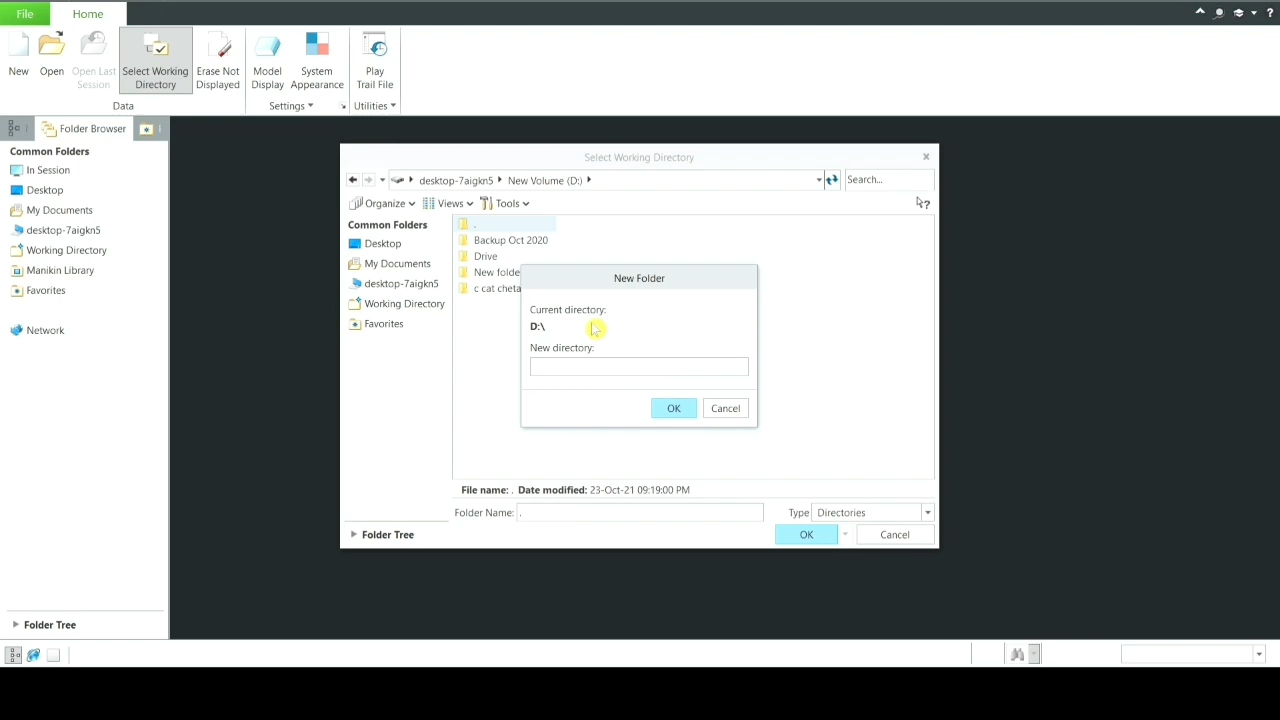 File
Home
?
New
Open
Open Last Session
Select Working Directory
Erase Not Displayed
Model Display
System Appearance
Play Trail File
Data
Settings
Utilities
Folder Browser
Common Folders
In Session
Desktop
My Documents
desktop-7aigkn5
Working Directory
Manikin Library
Favorites
Network
Folder Tree
Select Working Directory
desktop-7aigkn5
New Volume (D:)
Search...
Organize
Views
Tools
?
Common Folders
Desktop
My Documents
desktop-7aigkn5
Working Directory
Favorites
.
Backup Oct 2020
Drive
New folde
c cat cheta
New Folder
Current directory:
D:\
New directory:
OK
Cancel
File name: . Date modified: 23-Oct-21 09:19:00 PM
Folder Name: .
Type Directories
Folder Tree
OK
Cancel